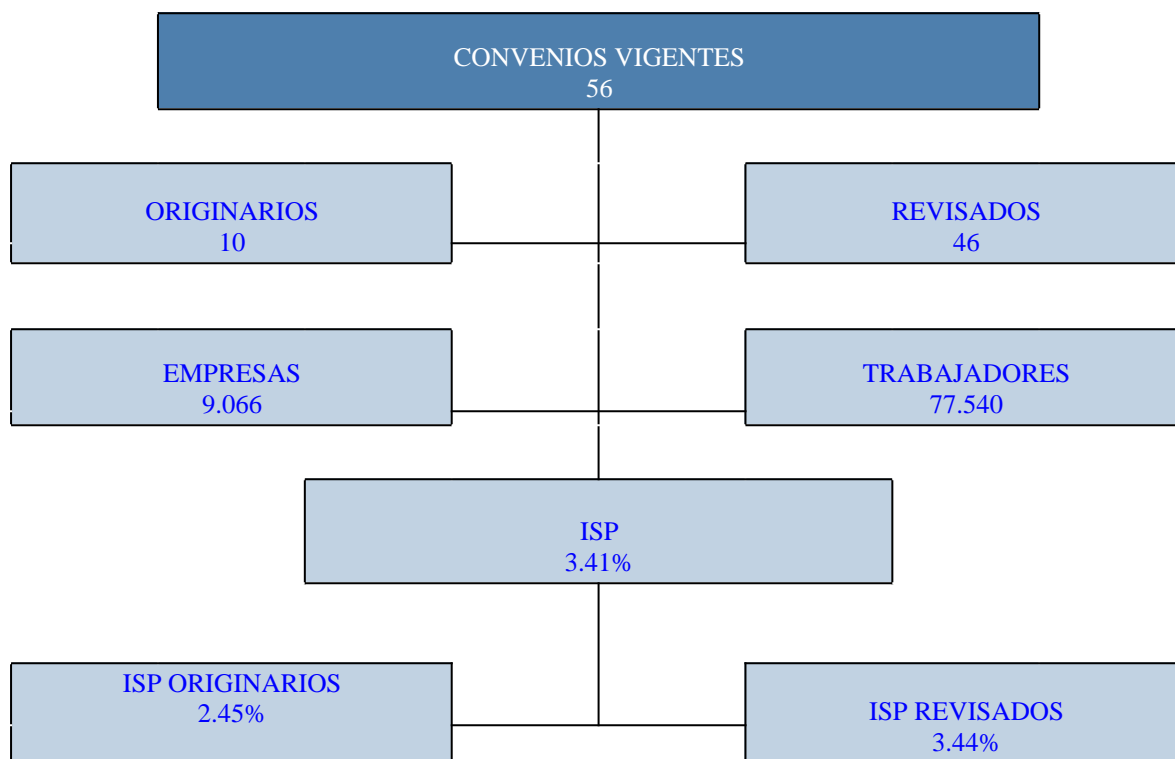 CONVENIOS VIGENTES
56
ORIGINARIOS
10
REVISADOS
46
EMPRESAS
9.066
TRABAJADORES
77.540
ISP
3.41%
ISP ORIGINARIOS
2.45%
ISP REVISADOS
3.44%